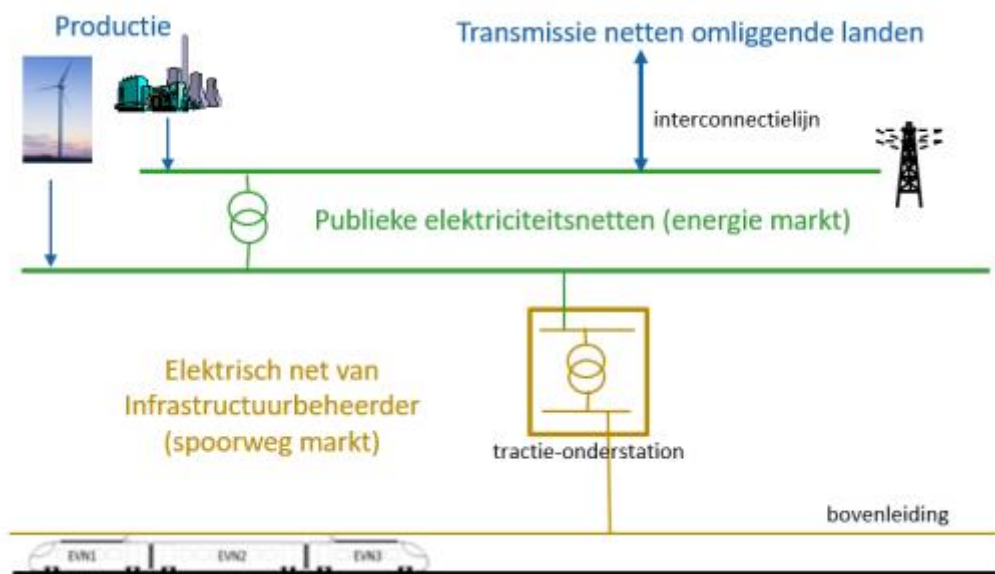 Productie
Transmissie netten omliggende landen
interconnectielijn
Publieke elektriciteitsnetten (energie markt)
Elektrisch net van
Infrastructuurbeheerder
(spoorweg markt)
tractie-onderstation
bovenleiding
EVN1 EVN2 EVN3